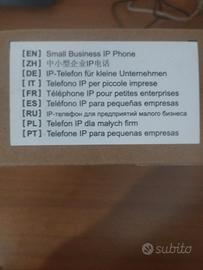 [EN] Small Business IP Phone
[ZH] 中小型企业IP电话
[DE] IP-Telefon für kleine Unternehmen
[IT] Telefono IP per piccole imprese
[FR] Téléphone IP pour petites enterprises
[ES] Teléfono IP para pequeñas empresas
[RU] IP-телефон для предприятий малого бизнеса
[PL] Telefon IP dla małych firm
[PT] Telefone IP para pequenas empresas
subito